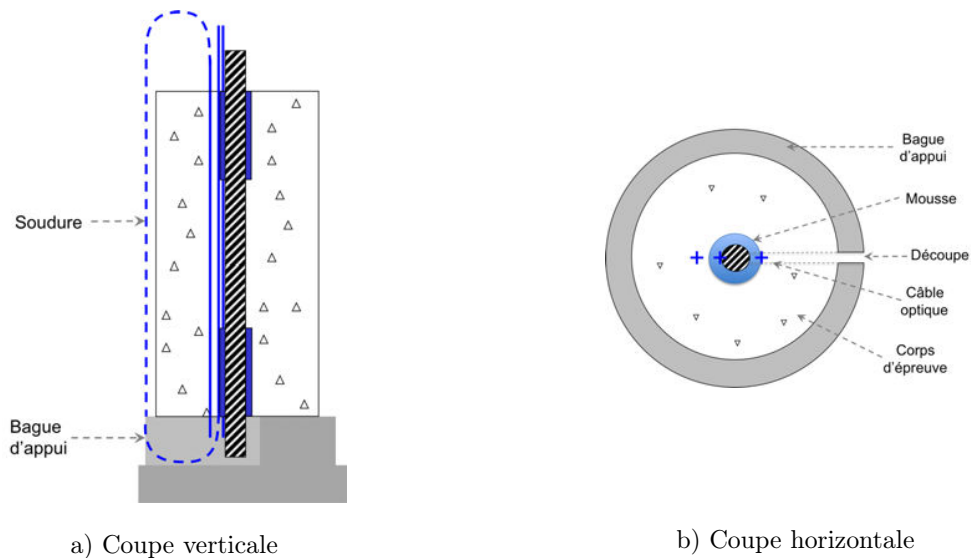 Soudure
Bague
d'appui
a) Coupe verticale
Bague
d'appui
Mousse
Découpe
Câble
optique
Corps
d'épreuve
b) Coupe horizontale